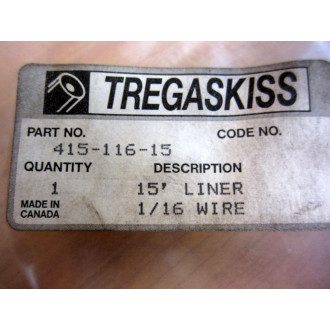 TREGASKISS
PART NO. CODE NO.
415-116-15
QUANTITY DESCRIPTION
1 15' LINER
MADE IN CANADA 1/16 WIRE